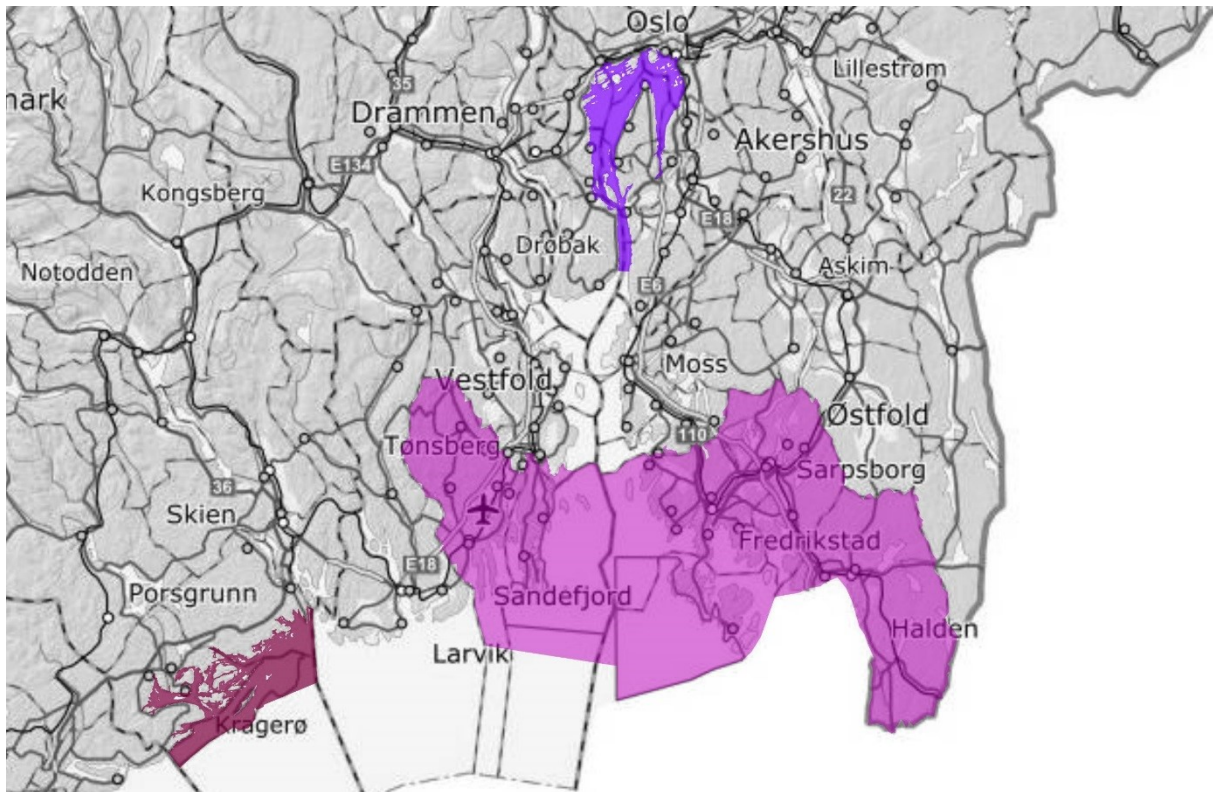 Oslo
Lillestrøm
35
mark
Drammen
Akershus
E134
Kongsberg
22
E18
Drøbak
Notodden
Askim
E6
Moss
Vestfold
Østfold
110
Tønsberg
Sarpsborg
36
Skien
Fredrikstad
E18
Porsgrunn
Sandefjord
Halden
Larvik
Kragerø